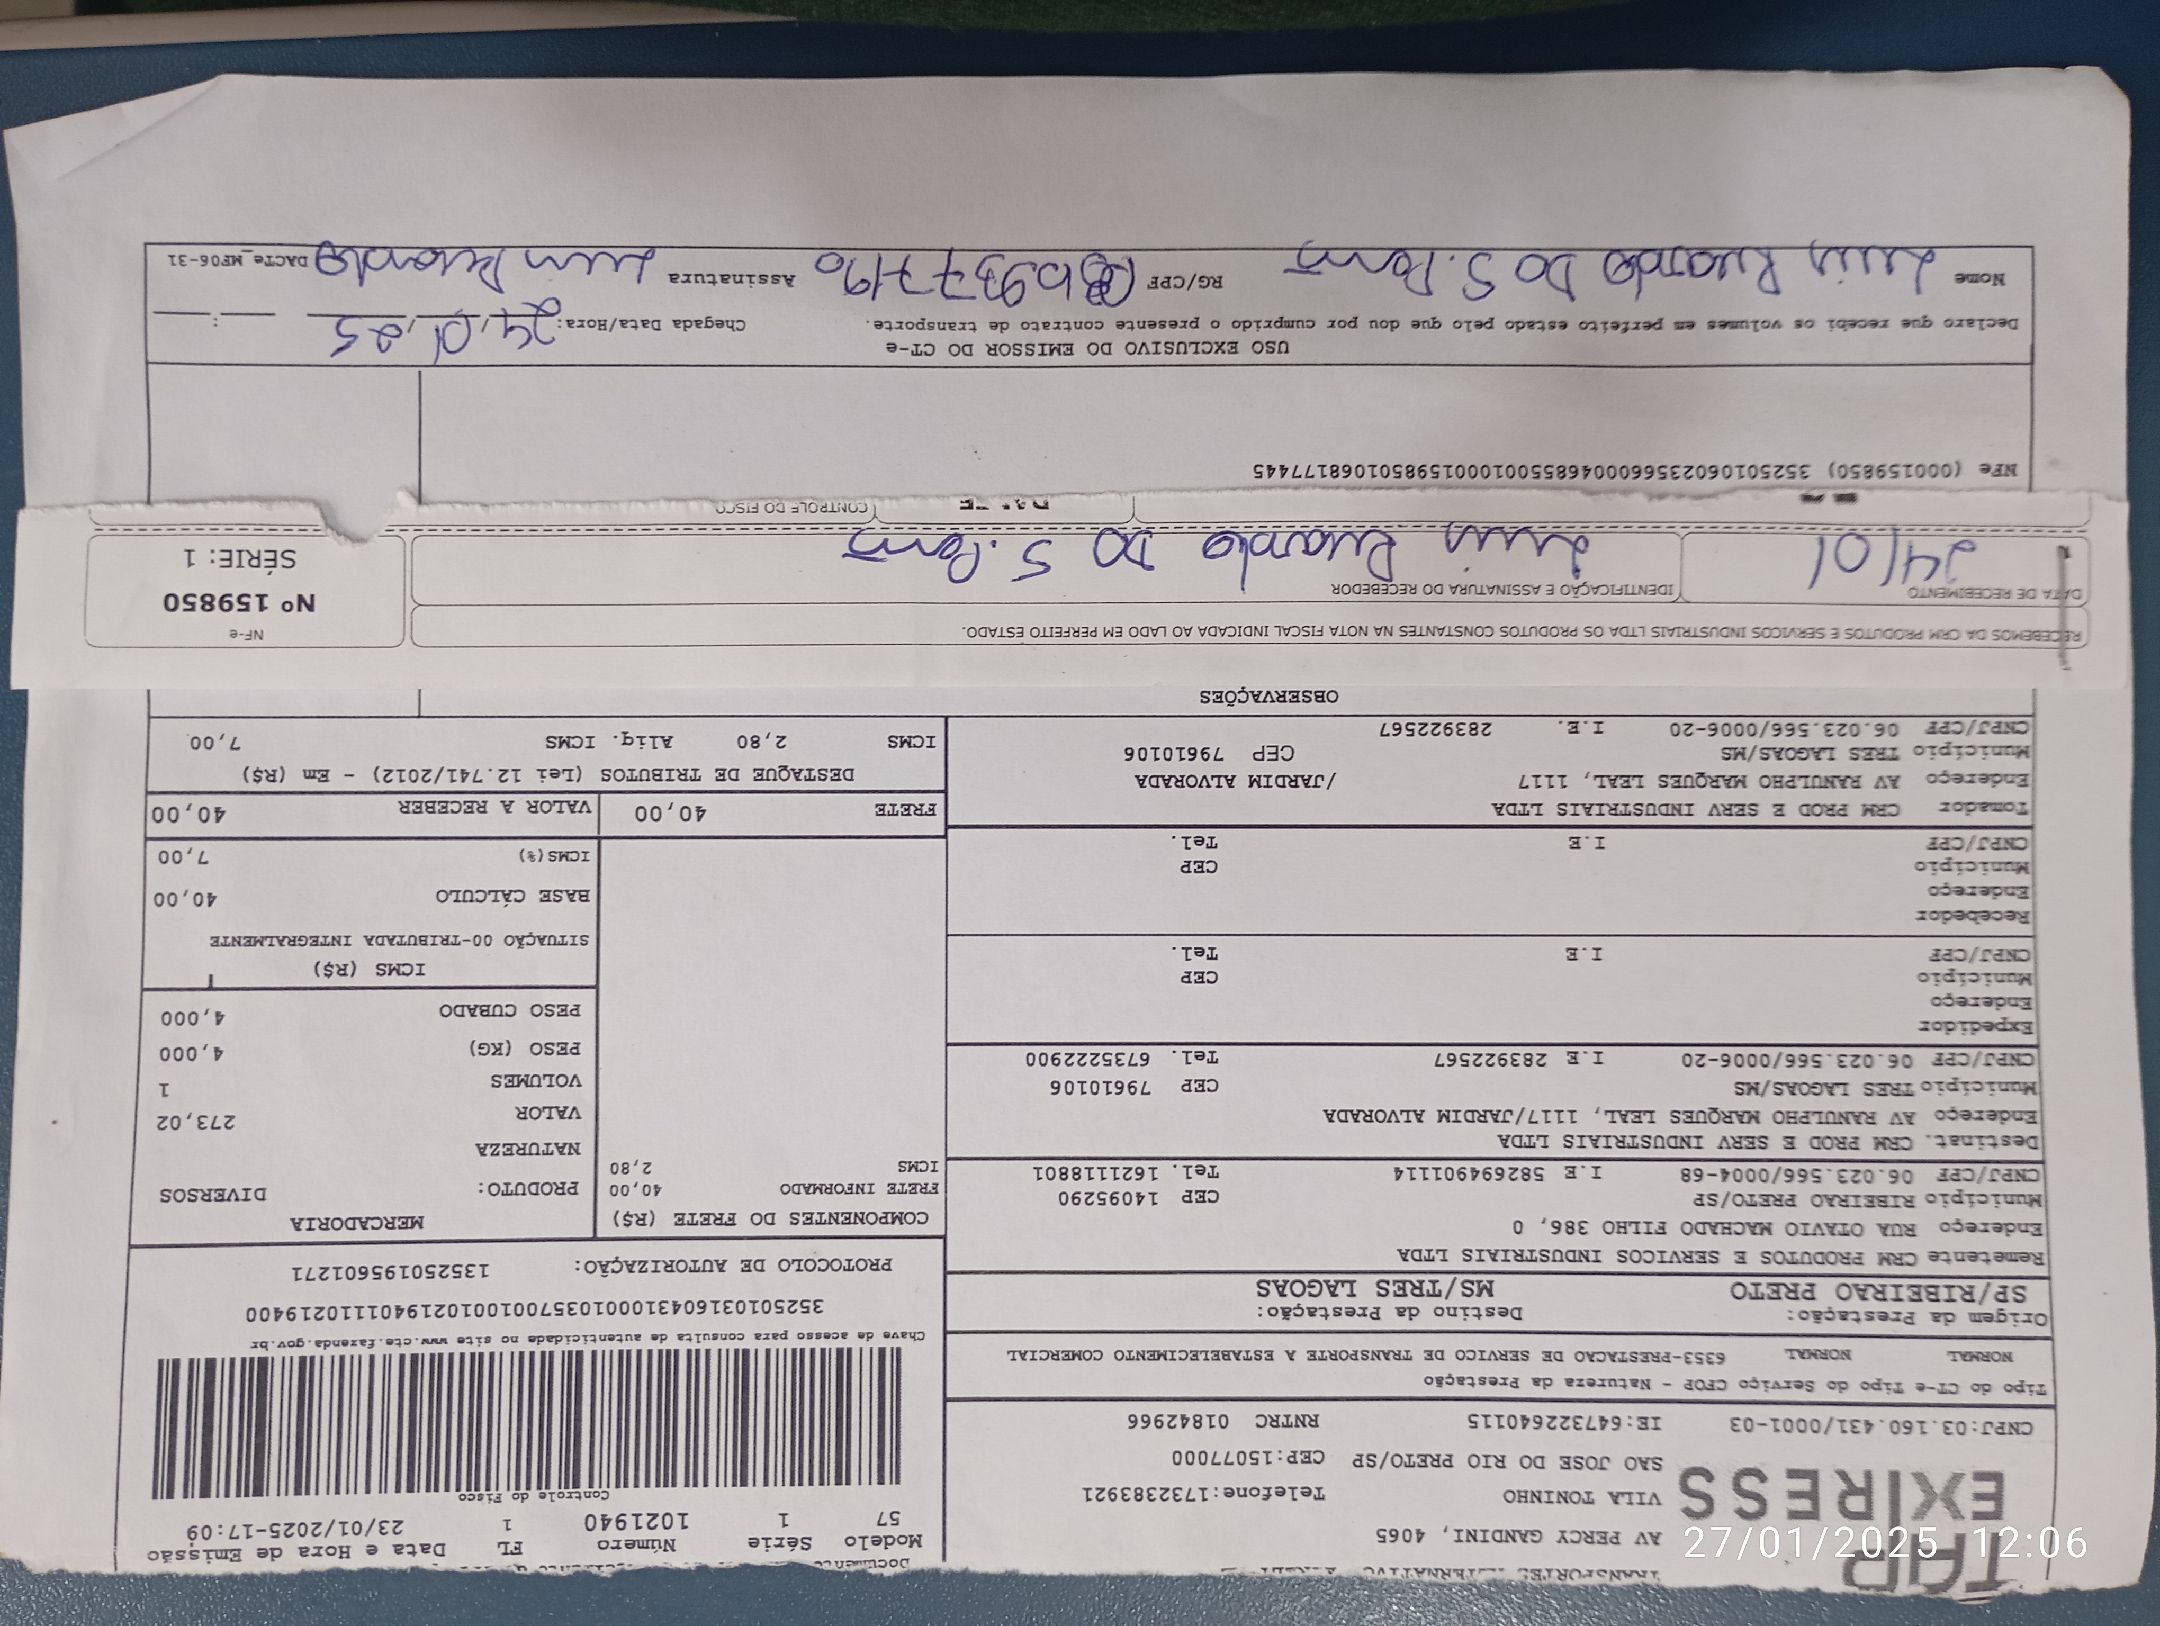 TAP
EXPRESS
AV PERCY GANDINI, 4065
VILA TONINHO Telefone:1732383921
SAO JOSE DO RIO PRETO/SP CEP:15077000
CNPJ:03.160.431/0001-03 IE:647322640115 RNTRC 01842966
Modelo Série Número FL Data e Hora de Emissão
57 1 1021940 1 23/01/2025-17:09
Controle do Fisco
Chave de acesso para consulta de autenticidade no site www.cte.fazenda.gov.br
PROTOCOLO DE AUTORIZAÇÃO: 135250195601271
Tipo do CT-e Tipo do Serviço CFOP - Natureza da Prestação
NORMAL NORMAL 6353-PRESTACAO DE SERVICO DE TRANSPORTE A ESTABELECIMENTO COMERCIAL
Origem da Prestação: Destino da Prestação:
SP/RIBEIRAO PRETO MS/TRES LAGOAS
Remetente CRM PRODUTOS E SERVICOS INDUSTRIAIS LTDA
Endereço RUA OTAVIO MACHADO FILHO 386, 0
Município RIBEIRAO PRETO/SP CEP 14095290
CNPJ/CPF 06.023.566/0004-68 I.E 582694901114 Tel. 1621118801
Destinat. CRM PROD E SERV INDUSTRIAIS LTDA
Endereço AV RANULPHO MARQUES LEAL, 1117/JARDIM ALVORADA
Município TRES LAGOAS/MS CEP 79610106
CNPJ/CPF 06.023.566/0006-20 I.E 283922567 Tel. 6735222900
Expedidor
Endereço
Município CEP
CNPJ/CPF I.E Tel.
Recebedor
Endereço
Município CEP
CNPJ/CPF I.E Tel.
Tomador CRM PROD E SERV INDUSTRIAIS LTDA
Endereço AV RANULPHO MARQUES LEAL, 1117 /JARDIM ALVORADA
Município TRES LAGOAS/MS CEP 79610106
CNPJ/CPF 06.023.566/0006-20 I.E. 283922567
COMPONENTES DO FRETE (R$)
FRETE INFORMADO 40,00
ICMS 2,80
MERCADORIA
PRODUTO: DIVERSOS
NATUREZA
VALOR 273,02
VOLUMES 1
PESO (KG) 4,000
PESO CUBADO 4,000
ICMS (R$)
SITUAÇÃO 00-TRIBUTADA INTEGRALMENTE
BASE CÁLCULO 40,00
ICMS(%) 7,00
FRETE 40,00 VALOR A RECEBER 40,00
DESTAQUE DE TRIBUTOS (Lei 12.741/2012) - Em (R$)
ICMS 2,80 Aliq. ICMS 7,00
OBSERVAÇÕES
RECEBEMOS DA CRM PRODUTOS E SERVICOS INDUSTRIAIS LTDA OS PRODUTOS CONSTANTES NA NOTA FISCAL INDICADA AO LADO EM PERFEITO ESTADO.
DATA DE RECEBIMENTO IDENTIFICAÇÃO E ASSINATURA DO RECEBEDOR
24/01 Luis Ricardo DO S.
NF-e
Nº 159850
SÉRIE: 1
CONTROLE DO FISCO
NFe (000159850) 35250106023566000468550010001598501068177445
USO EXCLUSIVO DO EMISSOR DO CT-e
Declaro que recebi os volumes em perfeito estado pelo que dou por cumprido o presente contrato de transporte. Chegada Data/Hora: 24/01/25 :
Nome Luis Ricardo DO S. RG/CPF Assinatura Luis Ricardo DACTe_MF06-31
27/01/2025 12:06